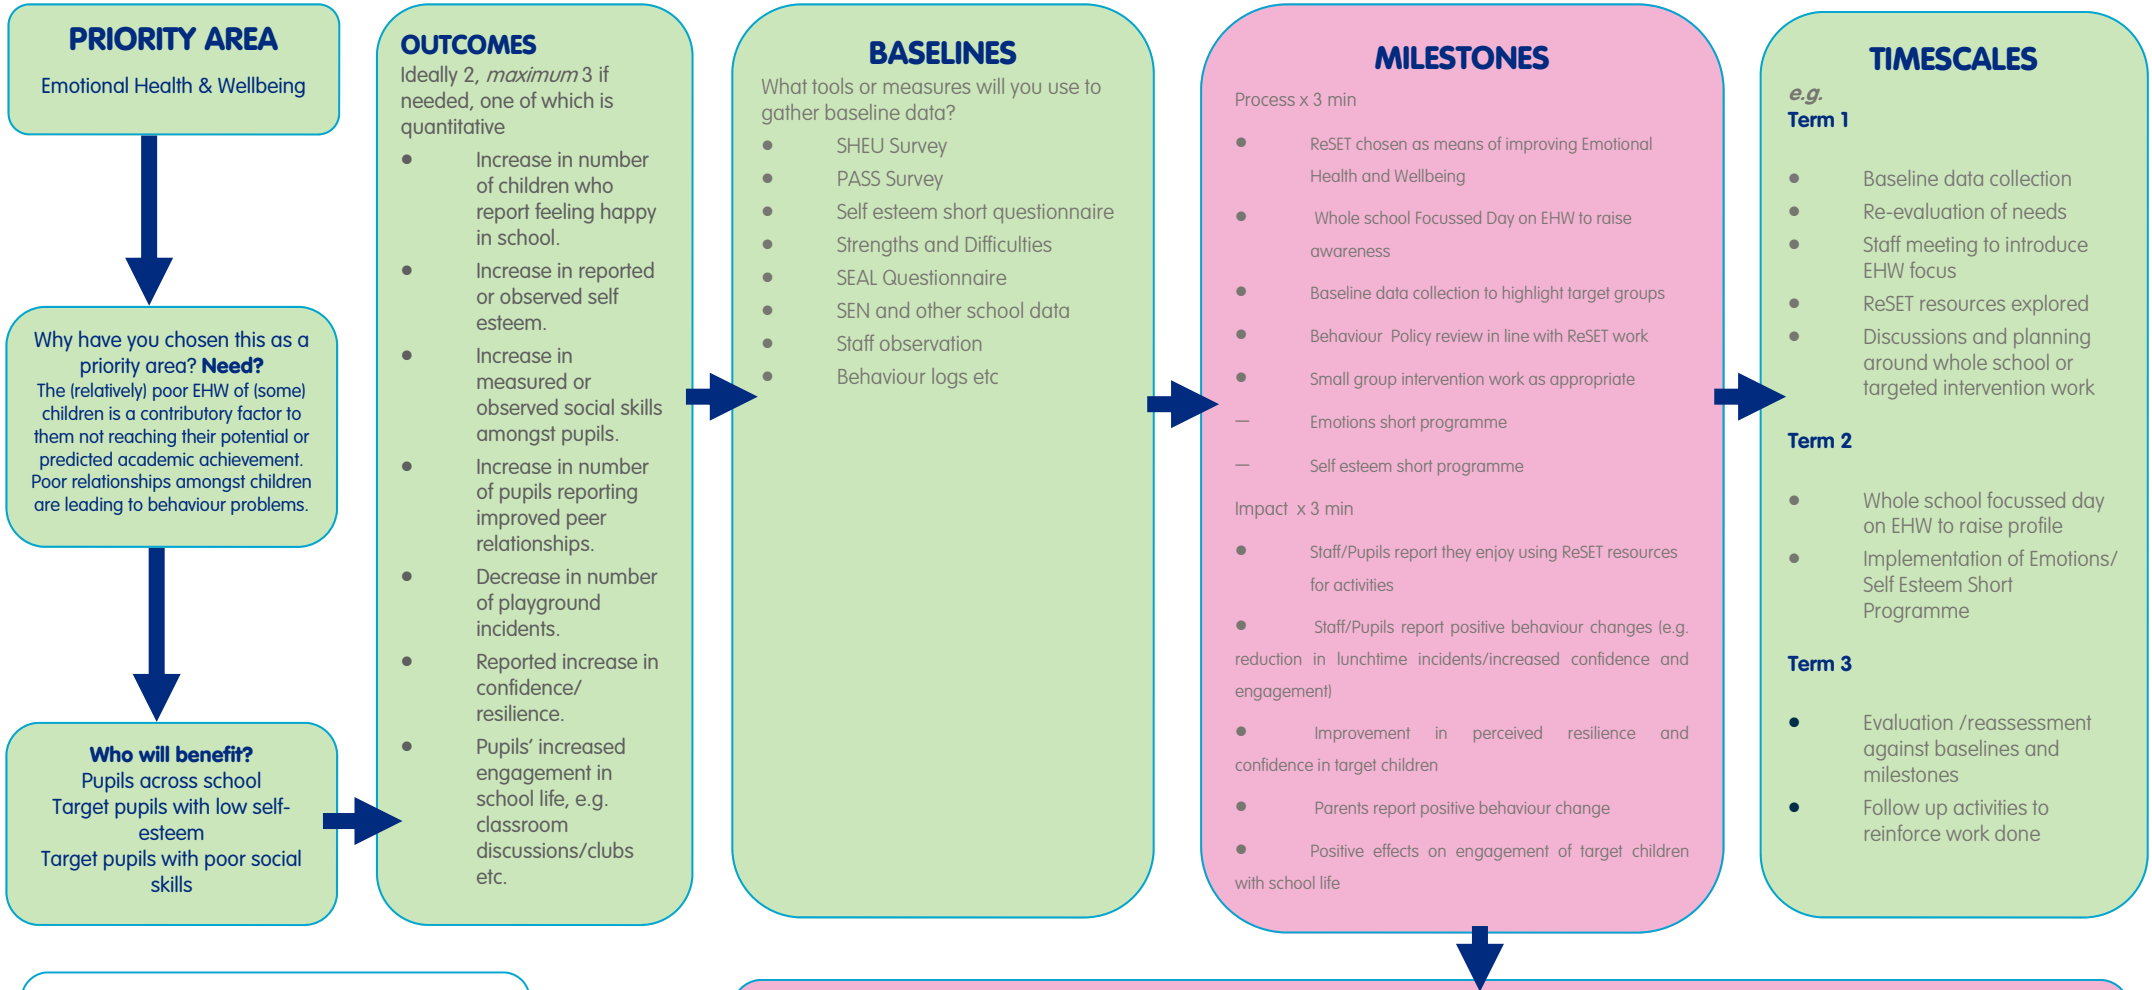 PRIORITY AREA
Emotional Health & Wellbeing
Why have you chosen this as a
priority area? Need?
The (relatively) poor EHW of (some)
children is a contributory factor to
them not reaching their potential or
predicted academic achievement.
Poor relationships amongst children
are leading to behaviour problems.
Who will benefit?
Pupils across school
Target pupils with low self-
esteem
Target pupils with poor social
skills
OUTCOMES
Ideally 2, maximum 3 if
needed, one of which is
quantitative
● Increase in number
of children who
report feeling happy
in school.
● Increase in reported
or observed self
esteem.
● Increase in
measured or
observed social skills
amongst pupils.
● Increase in number
of pupils reporting
improved peer
relationships.
● Decrease in number
of playground
incidents.
● Reported increase in
confidence/
resilience.
● Pupils’ increased
engagement in
school life, e.g.
classroom
discussions/clubs
etc.
BASELINES
What tools or measures will you use to
gather baseline data?
● SHEU Survey
● PASS Survey
● Self esteem short questionnaire
● Strengths and Difficulties
● SEAL Questionnaire
● SEN and other school data
● Staff observation
● Behaviour logs etc
MILESTONES
Process x 3 min
● ReSET chosen as means of improving Emotional
Health and Wellbeing
● Whole school Focussed Day on EHW to raise
awareness
● Baseline data collection to highlight target groups
● Behaviour Policy review in line with ReSET work
● Small group intervention work as appropriate
— Emotions short programme
— Self esteem short programme
Impact x 3 min
● Staff/Pupils report they enjoy using ReSET resources
for activities
● Staff/Pupils report positive behaviour changes (e.g.
reduction in lunchtime incidents/increased confidence and
engagement)
● Improvement in perceived resilience and
confidence in target children
● Parents report positive behaviour change
● Positive effects on engagement of target children
with school life
TIMESCALES
e.g.
Term 1
● Baseline data collection
● Re-evaluation of needs
● Staff meeting to introduce
EHW focus
● ReSET resources explored
● Discussions and planning
around whole school or
targeted intervention work
Term 2
● Whole school focussed day
on EHW to raise profile
● Implementation of Emotions/
Self Esteem Short
Programme
Term 3
● Evaluation /reassessment
against baselines and
milestones
● Follow up activities to
reinforce work done